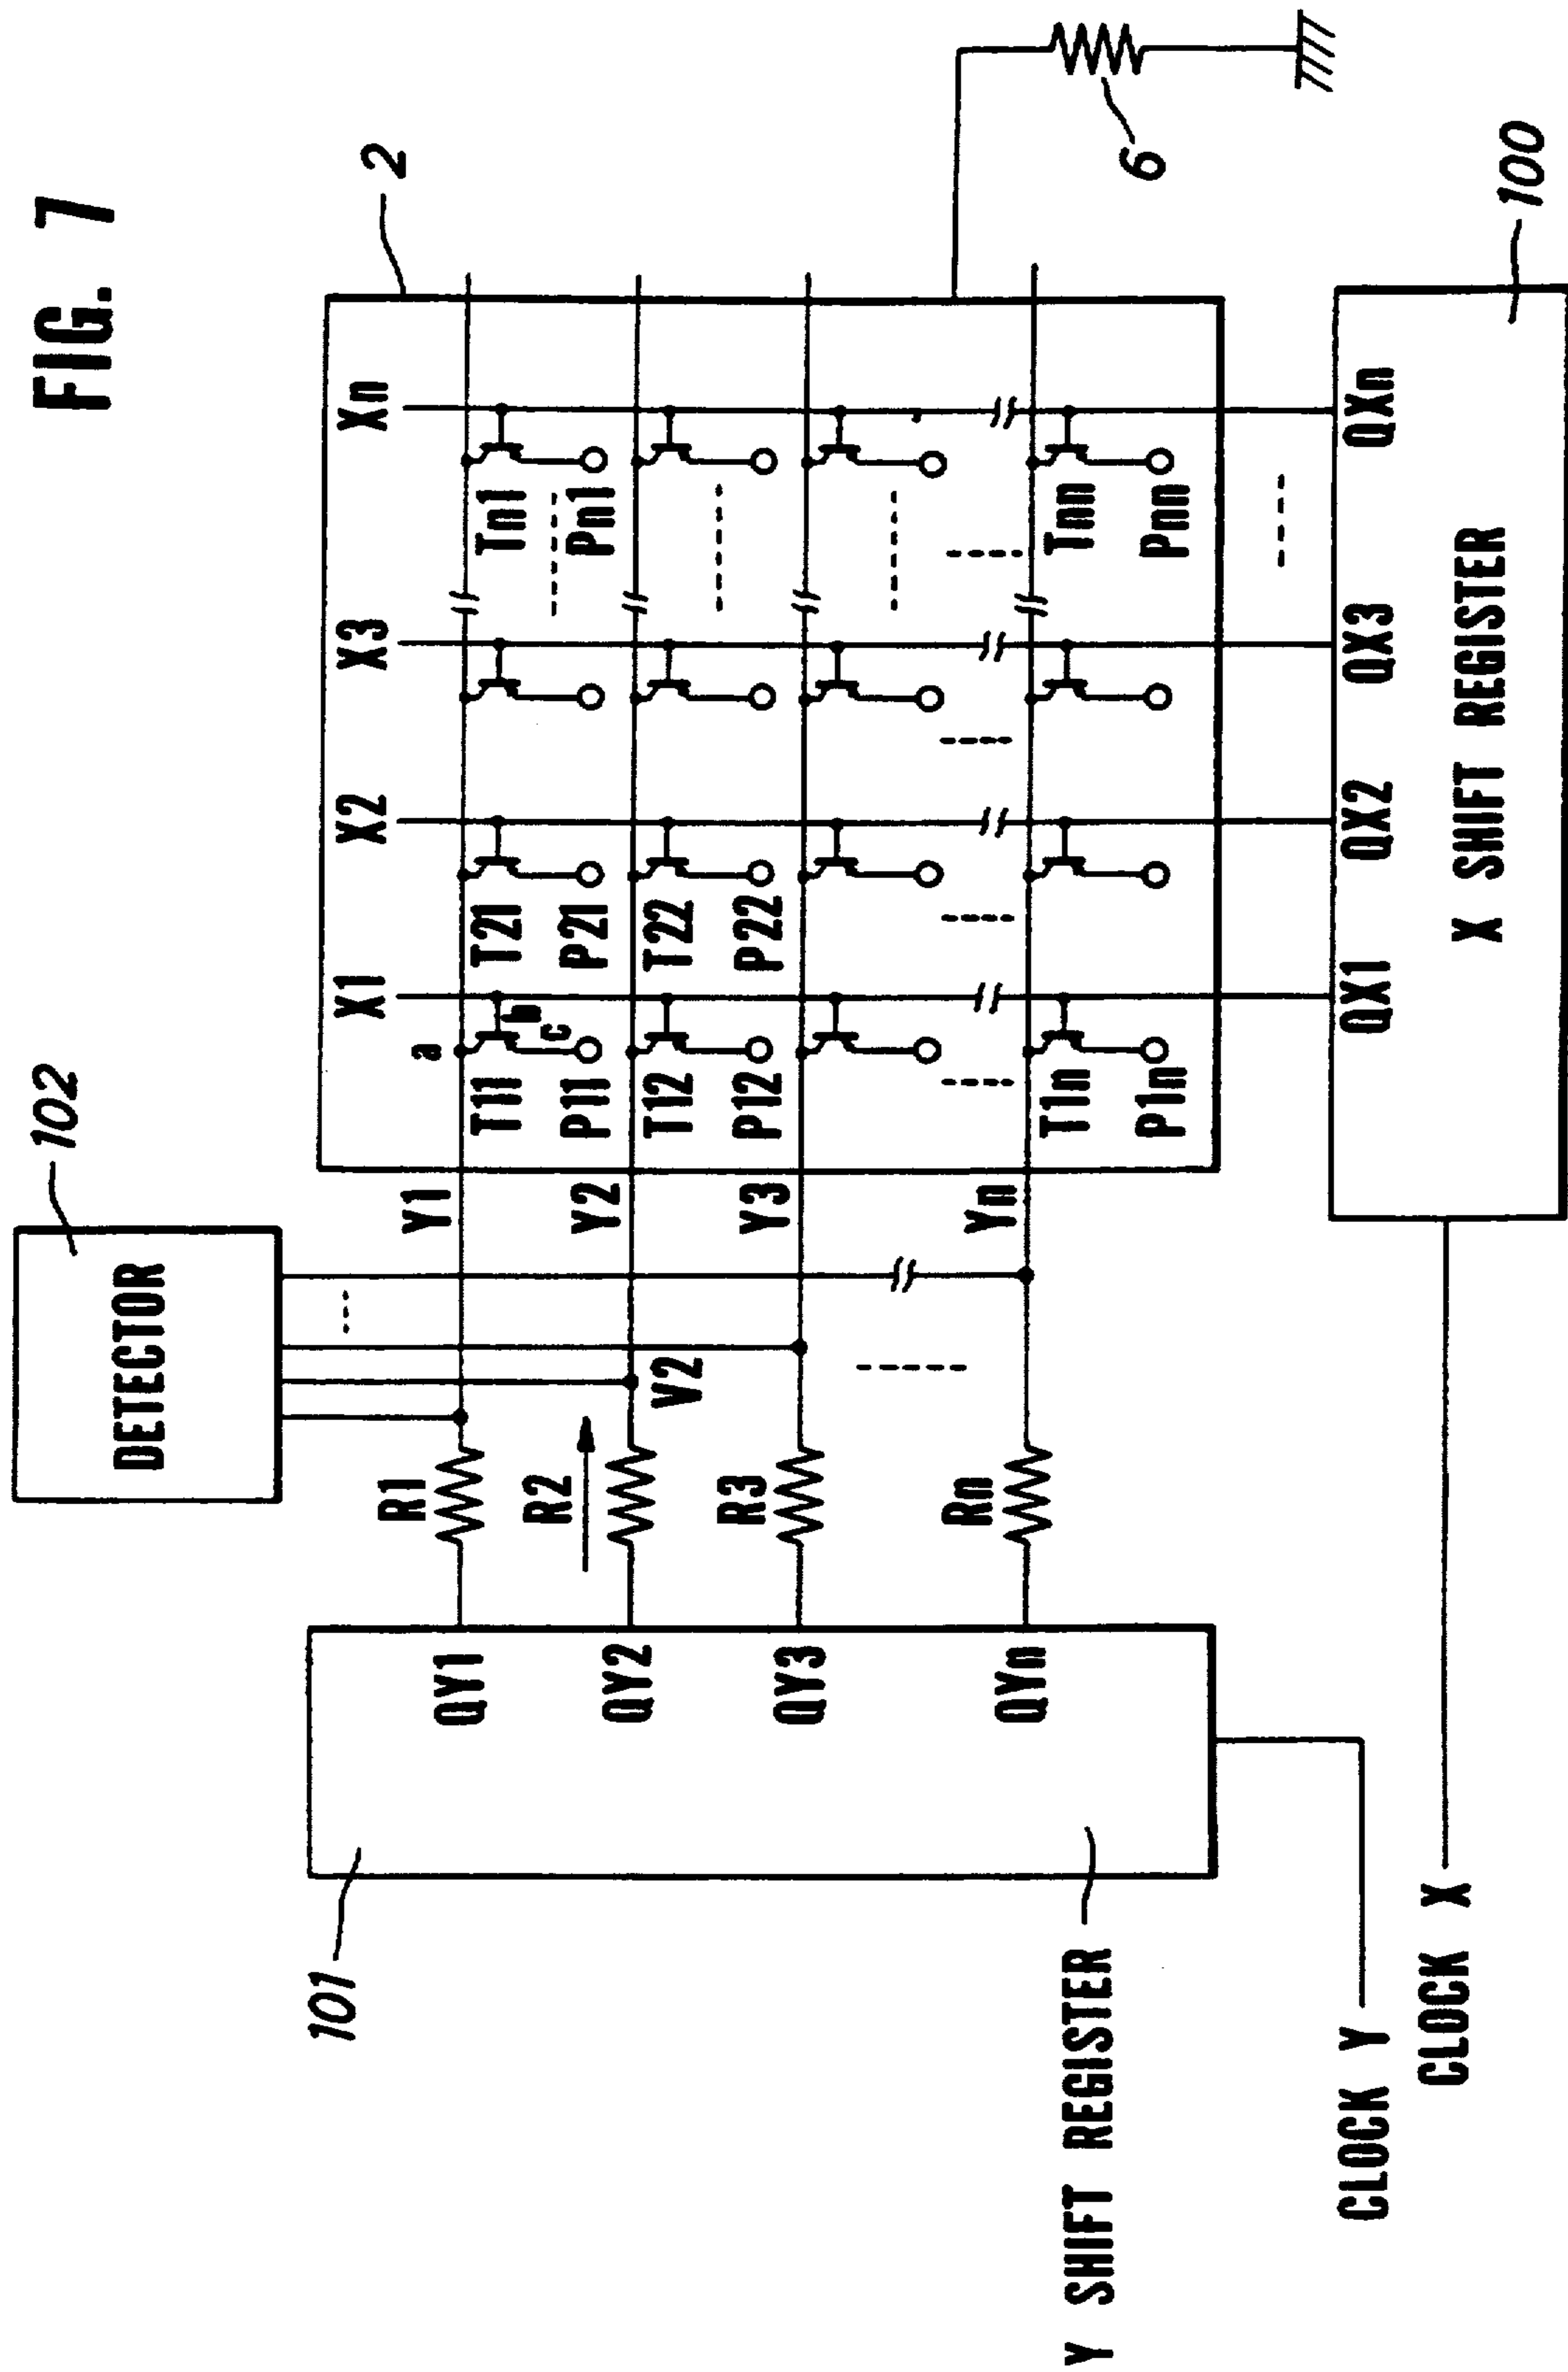 FIG. 7
102
DETECTOR
2
X1 X2 X3 Xn
a
b
c
T11 T21 Tn1
P11 P21 Pn1
T12 T22
P12 P22
T1n Tnn
P1n Pnn
Y1
Y2
Y3
Yn
R1
R2
V2
R3
Rn
6
101
QY1
QY2
QY3
QYn
Y SHIFT REGISTER
QX1 QX2 QX3 QXn
X SHIFT REGISTER
100
CLOCK Y
CLOCK X